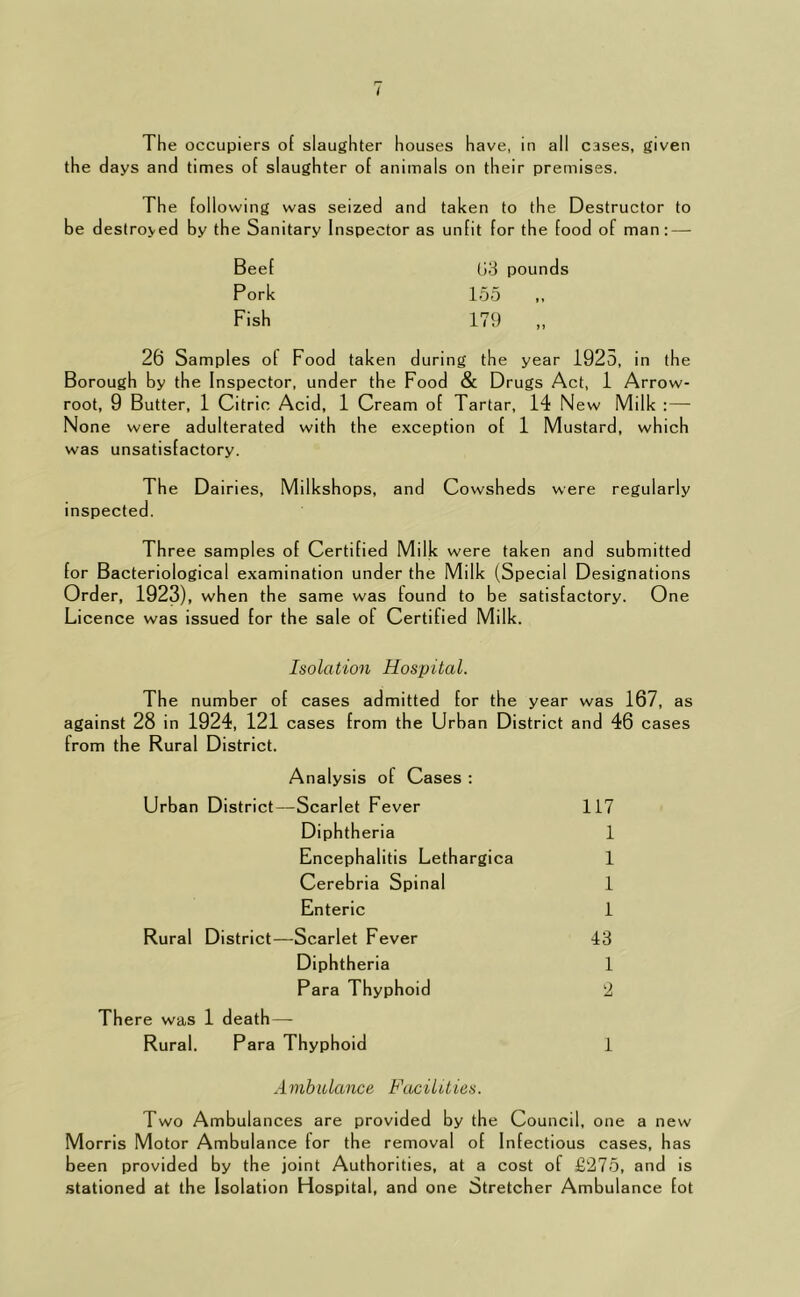 7
The occupiers of slaughter houses have, in all cases, given
the days and times of slaughter of animals on their premises.
The following was seized and taken to the Destructor to
be destroyed by the Sanitary Inspector as unfit for the food of man:—
Beef 63 pounds
Pork 155 ,,
Fish 179 ,,
26 Samples of Food taken during the year 1925, in the
Borough by the Inspector, under the Food & Drugs Act, 1 Arrow-
root, 9 Butter, 1 Citric Acid, 1 Cream of Tartar, 14 New Milk :—
None were adulterated with the exception of 1 Mustard, which
was unsatisfactory.
The Dairies, Milkshops, and Cowsheds were regularly
inspected.
Three samples of Certified Milk were taken and submitted
for Bacteriological examination under the Milk (Special Designations
Order, 1923), when the same was found to be satisfactory. One
Licence was issued for the sale of Certified Milk.
Isolation Hospital.
The number of cases admitted for the year was 167, as
against 28 in 1924, 121 cases from the Urban District and 46 cases
from the Rural District.
Analysis of Cases :
Urban District—Scarlet Fever 117
Diphtheria 1
Encephalitis Lethargica 1
Cerebria Spinal 1
Enteric 1
Rural District—Scarlet Fever 43
Diphtheria 1
Para Thyphoid 2
There was 1 death—
Rural. Para Thyphoid 1
Ambulance Facilities.
Two Ambulances are provided by the Council, one a new
Morris Motor Ambulance for the removal of Infectious cases, has
been provided by the joint Authorities, at a cost of £275, and is
stationed at the Isolation Hospital, and one Stretcher Ambulance fot